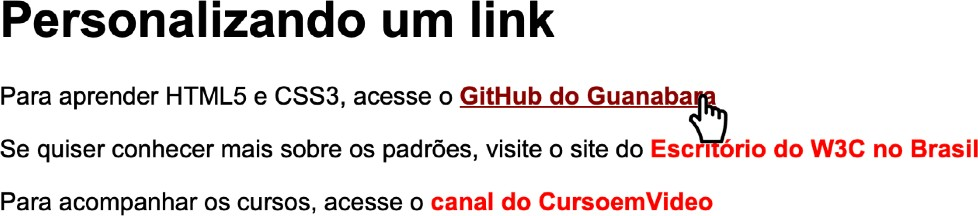 Personalizando um link
Para aprender HTML5 e CSS3, acesse o GitHub do Guanabara
Se quiser conhecer mais sobre os padrões, visite o site do Escritório do W3C no Brasil
Para acompanhar os cursos, acesse o canal do CursoemVideo